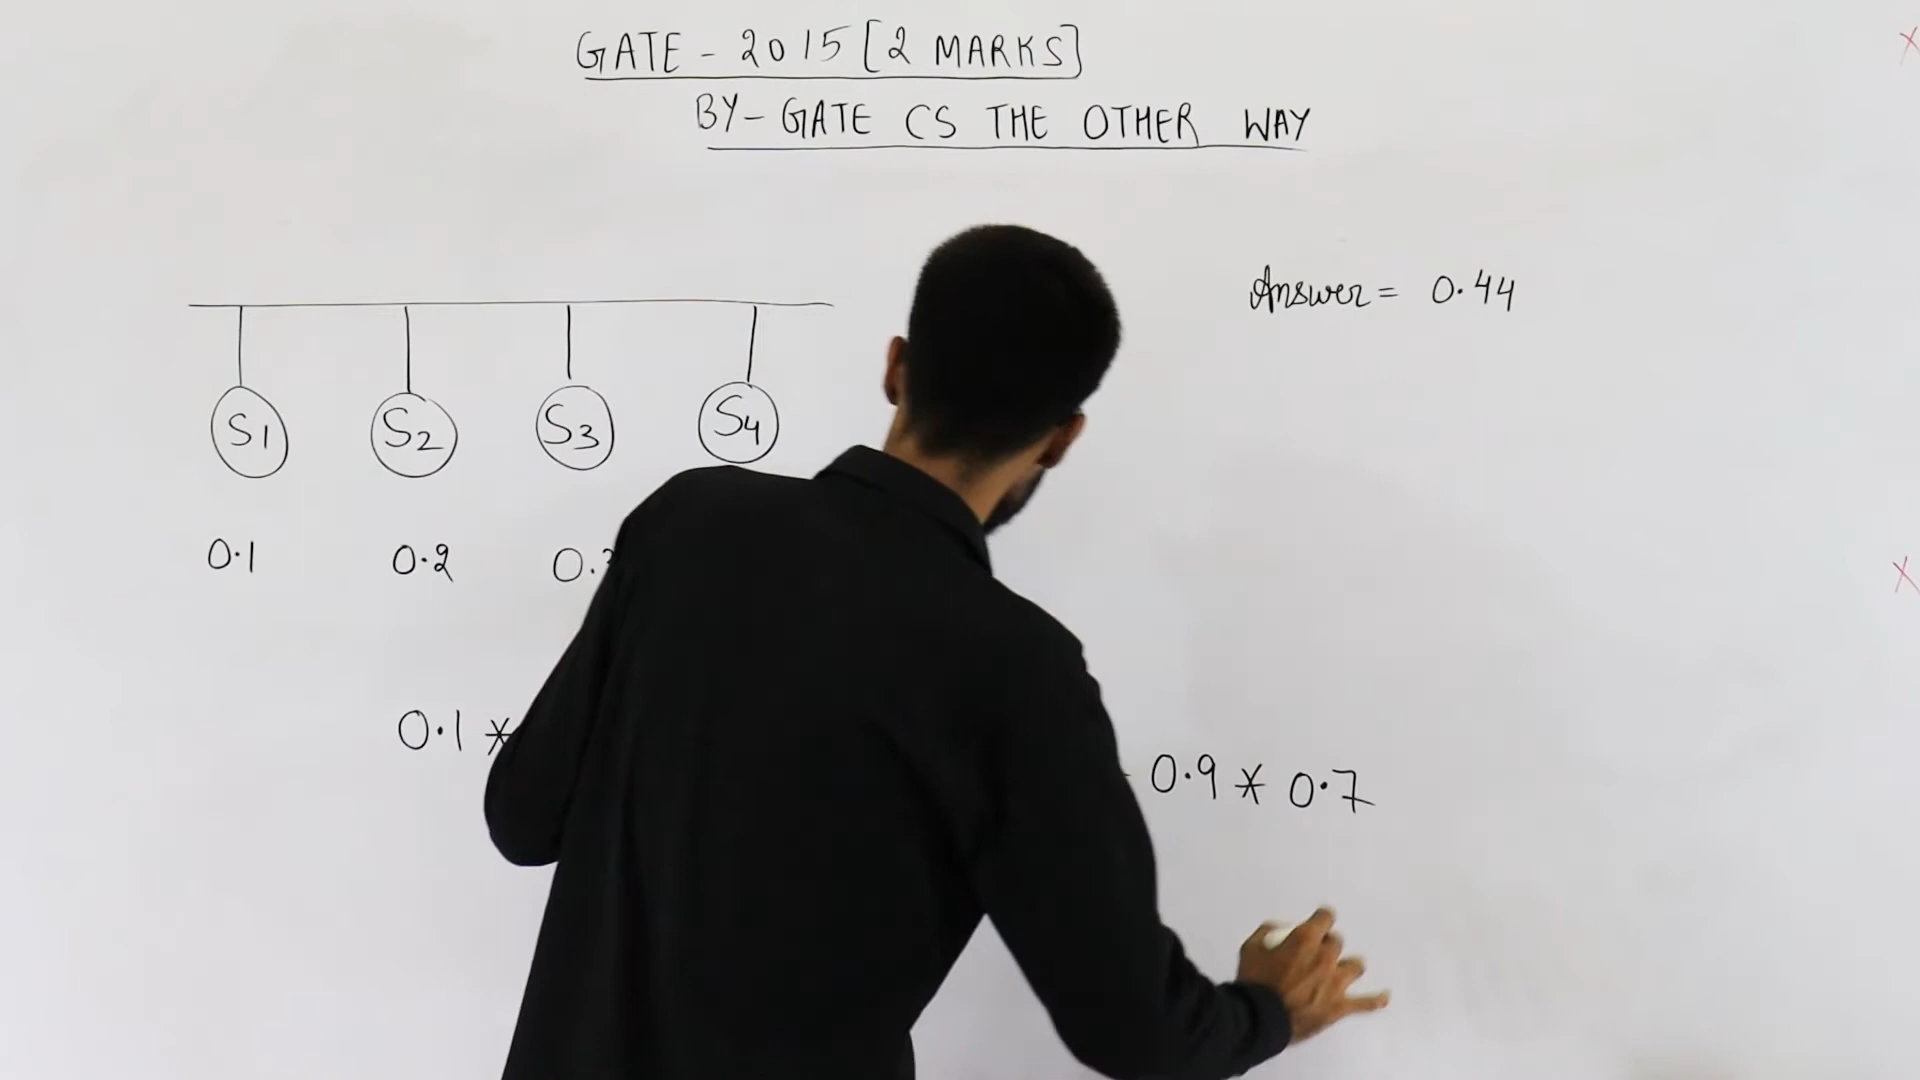 GATE - 2015 [2 MARKS]
BY - GATE CS THE OTHER WAY
Answer = 0.44
S1 S2 S3 S4
0.1 0.2 0.
0.1 * 0.9 * 0.7